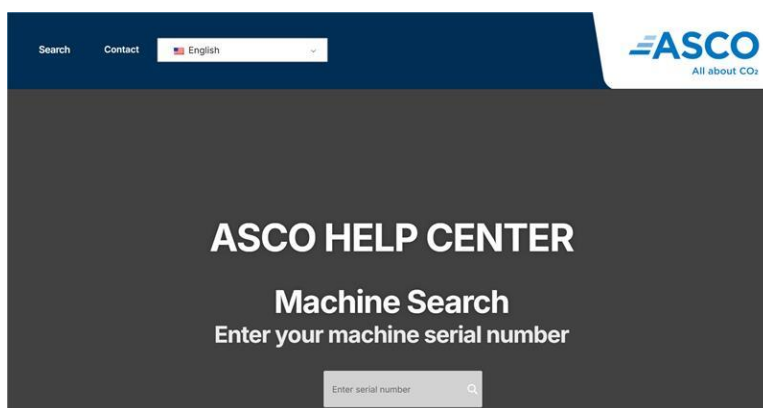 Search Contact English
ASCO
All about CO₂
ASCO HELP CENTER
Machine Search
Enter your machine serial number
Enter serial number